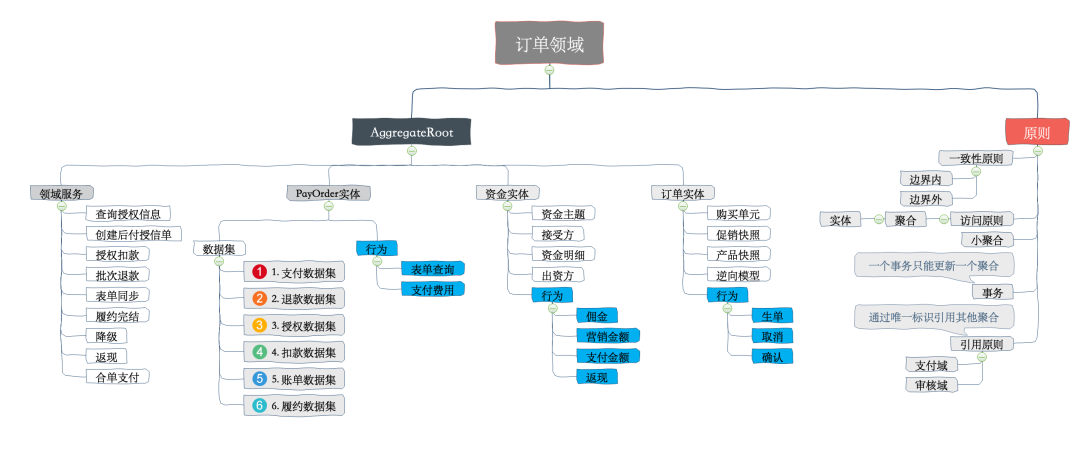 订单领域
AggregateRoot
领域服务
查询授权信息
创建后付授信单
授权扣款
批次退款
表单同步
履约完结
降级
返现
合单支付
PayOrder实体
数据集
1. 支付数据集
2. 退款数据集
3. 授权数据集
4. 扣款数据集
5. 账单数据集
6. 履约数据集
行为
表单查询
支付费用
资金实体
资金主题
接受方
资金明细
出资方
行为
佣金
营销金额
支付金额
返现
订单实体
购买单元
促销快照
产品快照
逆向模型
行为
生单
取消
确认
原则
一致性原则
边界内
边界外
访问原则
聚合
实体
小聚合
一个事务只能更新一个聚合
事务
通过唯一标识引用其他聚合
引用原则
支付域
审核域